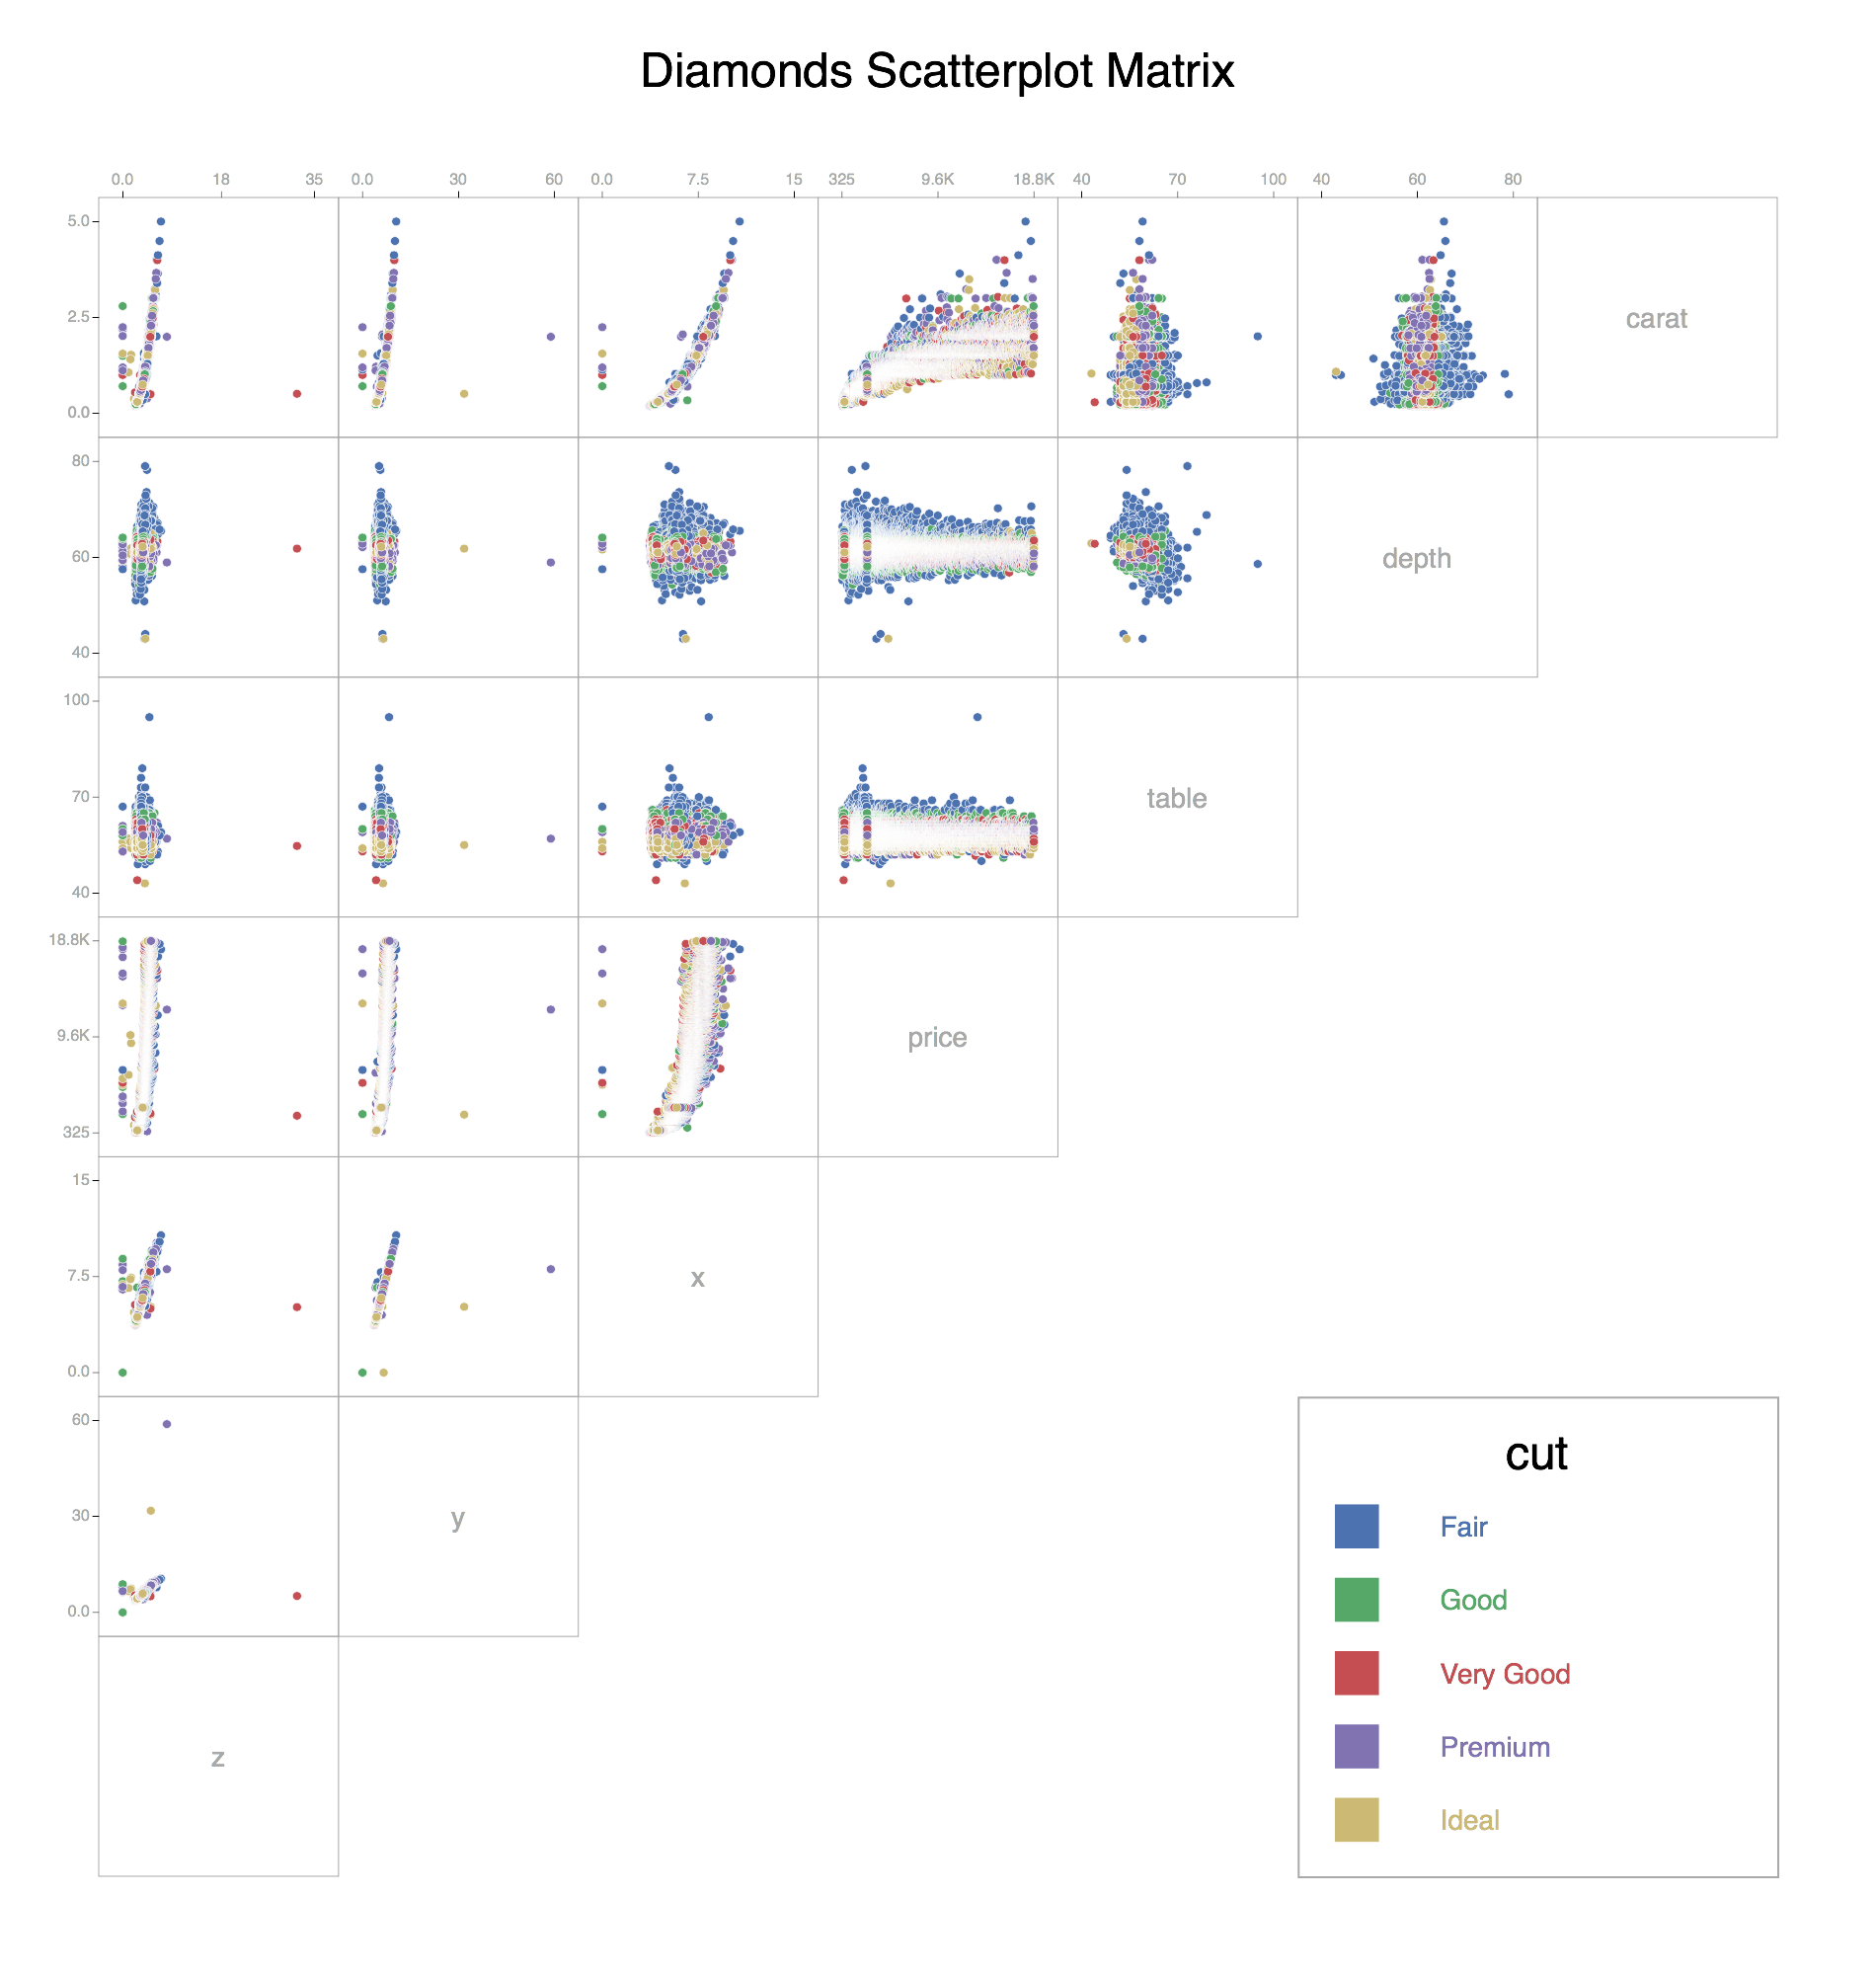 Diamonds Scatterplot Matrix
0.0 18 35 0.0 30 60 0.0 7.5 15 325 9.6K 18.8K 40 70 100 40 60 80
5.0
2.5
0.0
carat
80
60
40
depth
100
70
40
table
18.8K
9.6K
325
price
15
7.5
0.0
x
60
30
0.0
y
z
cut
Fair
Good
Very Good
Premium
Ideal